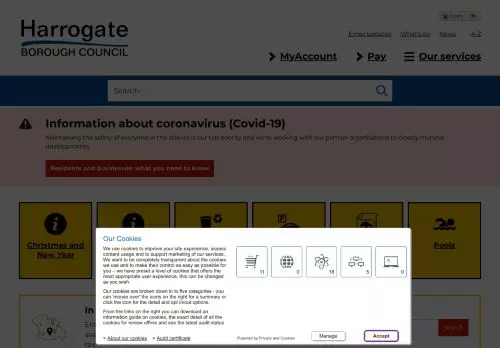 Harrogate
BOROUGH COUNCIL
Email updates What's on News A-Z
MyAccount Pay Our services
Search
Information about coronavirus (Covid-19)
Maintaining the safety of everyone in the district is our top priority and we're working with our partner organisations to closely monitor
developments.
Residents and businesses: what you need to know
Christmas and
New Year
Pools
Our Cookies
We use cookies to improve your site experience, assess
content usage and to support marketing of our services.
We want to be completely transparent about the cookies
we use and to make their control as easy as possible for
you – we have preset a level of cookies that offers the
most appropriate user experience, this can be changed
as you wish.
Our cookies are broken down in to five categories - you
can 'mouse over' the icons on the right for a summary or
click the icon for detail and opt in/out options.
From the links on the right you can download an
information guide on cookies, the exact detail of all the
cookies for review offline and see the latest audit status
11 0 18 5 0
> About our cookies > Audit certificate
Powered by Privacy and Cookies
Manage
Accept
In